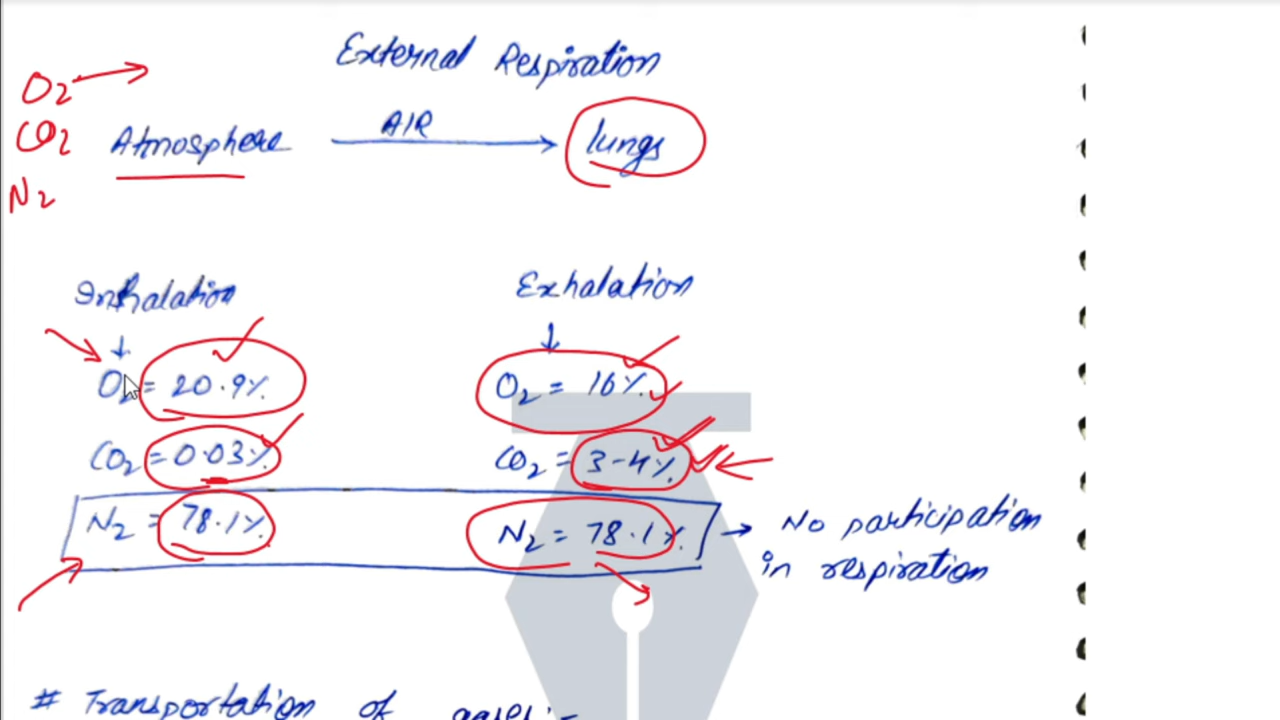 External Respiration
O2 →
CO2 Atmosphere AIR → lungs
N2
Inhalation Exhalation
↓ ↓
O2 = 20.9% O2 = 16%
CO2 = 0.03% CO2 = 3-4%
N2 = 78.1% N2 = 78.1% → No participation
in respiration
# Transportation of gases:-